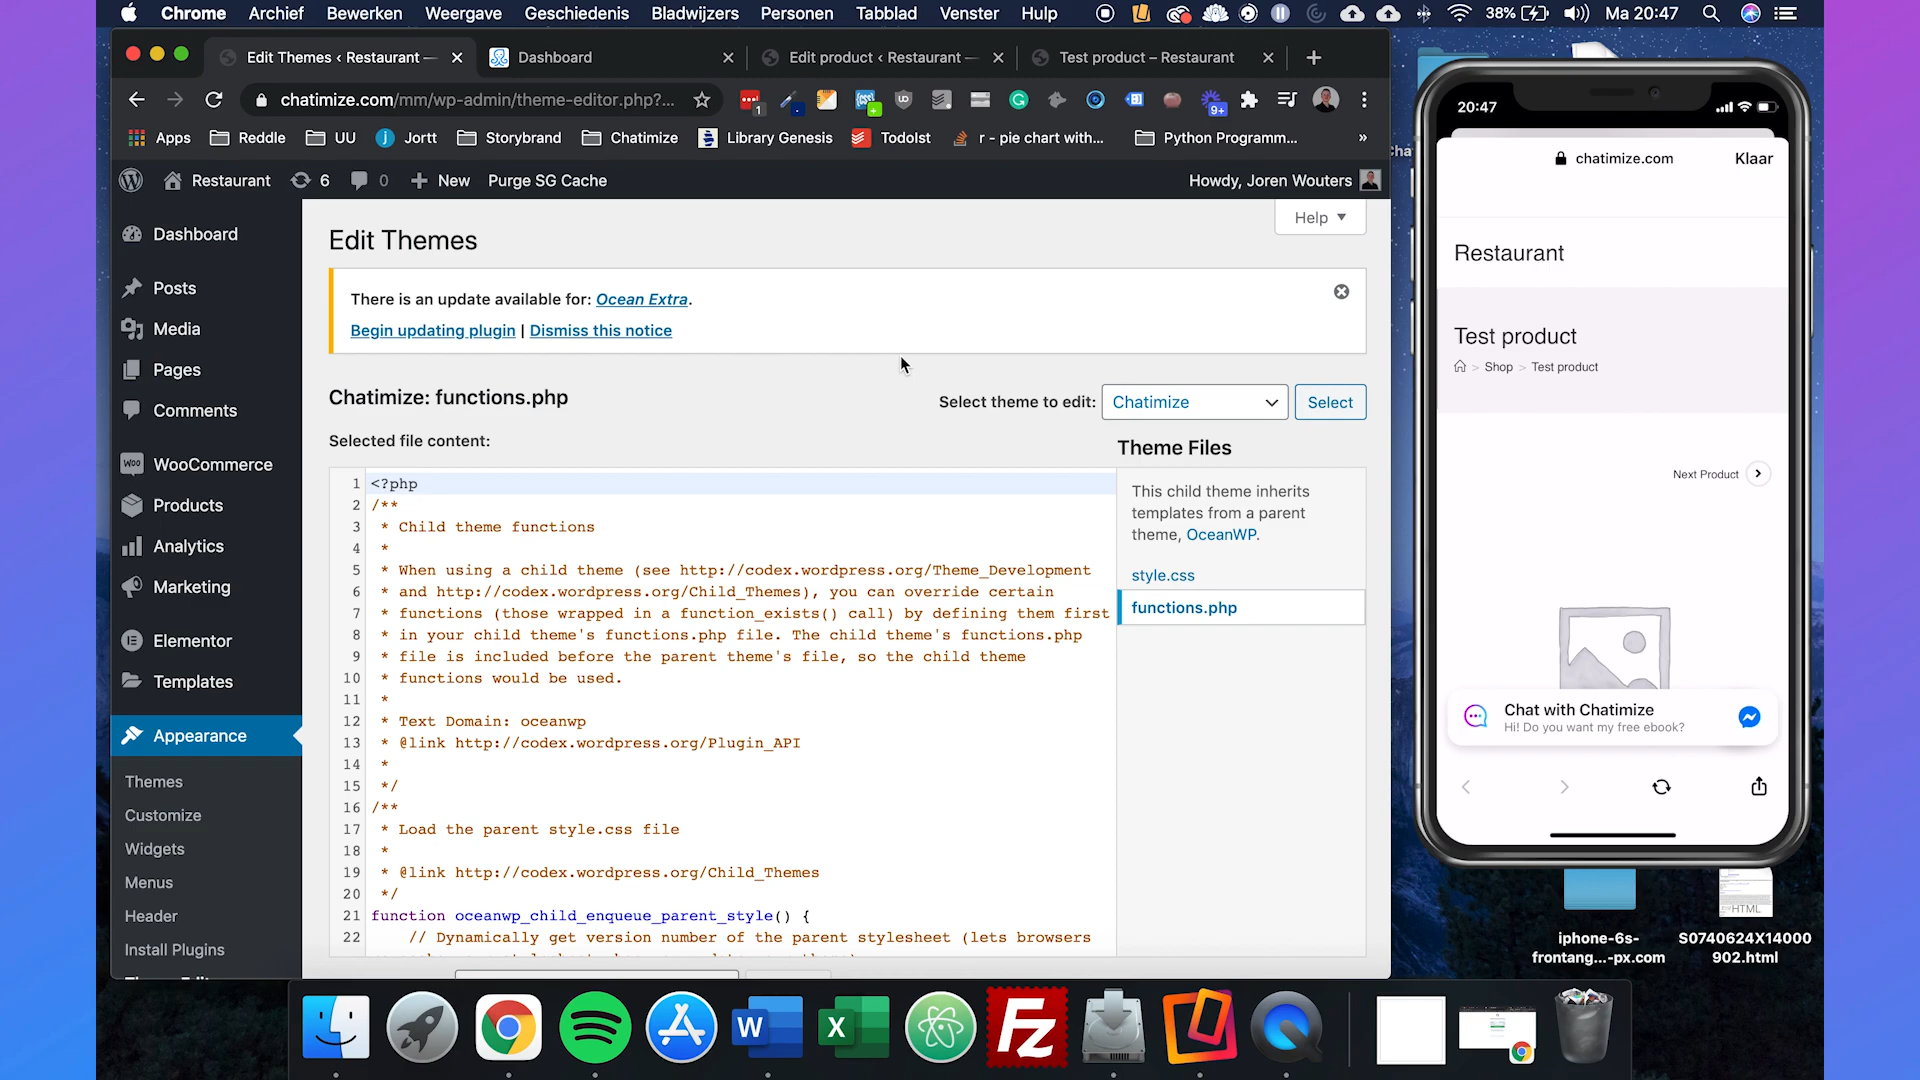 Chrome Archief Bewerken Weergave Geschiedenis Bladwijzers Personen Tabblad Venster Hulp 38% Ma 20:47
Edit Themes ‹ Restaurant — Dashboard Edit product ‹ Restaurant — Test product – Restaurant
chatimize.com/mm/wp-admin/theme-editor.php?...
1 9+
Apps Reddle UU Jortt Storybrand Chatimize Library Genesis TodoIst r - pie chart with... Python Programm... »
Restaurant 6 0 New Purge SG Cache Howdy, Joren Wouters
Dashboard
Posts
Media
Pages
Comments
WooCommerce
Products
Analytics
Marketing
Elementor
Templates
Appearance
Themes
Customize
Widgets
Menus
Header
Install Plugins
Help
Edit Themes
There is an update available for: Ocean Extra.
Begin updating plugin | Dismiss this notice
Chatimize: functions.php
Select theme to edit: Chatimize Select
Selected file content:
1 <?php
2 /**
3 * Child theme functions
4 *
5 * When using a child theme (see http://codex.wordpress.org/Theme_Development
6 * and http://codex.wordpress.org/Child_Themes), you can override certain
7 * functions (those wrapped in a function_exists() call) by defining them first
8 * in your child theme's functions.php file. The child theme's functions.php
9 * file is included before the parent theme's file, so the child theme
10 * functions would be used.
11 *
12 * Text Domain: oceanwp
13 * @link http://codex.wordpress.org/Plugin_API
14 *
15 */
16 /**
17 * Load the parent style.css file
18 *
19 * @link http://codex.wordpress.org/Child_Themes
20 */
21 function oceanwp_child_enqueue_parent_style() {
22 // Dynamically get version number of the parent stylesheet (lets browsers
Theme Files
This child theme inherits
templates from a parent
theme, OceanWP.
style.css
functions.php
20:47
chatimize.com Klaar
Restaurant
Test product
> Shop > Test product
Next Product
Chat with Chatimize
Hi! Do you want my free ebook?
HTML
iphone-6s-
frontang...-px.com
S0740624X14000
902.html
W X Fz